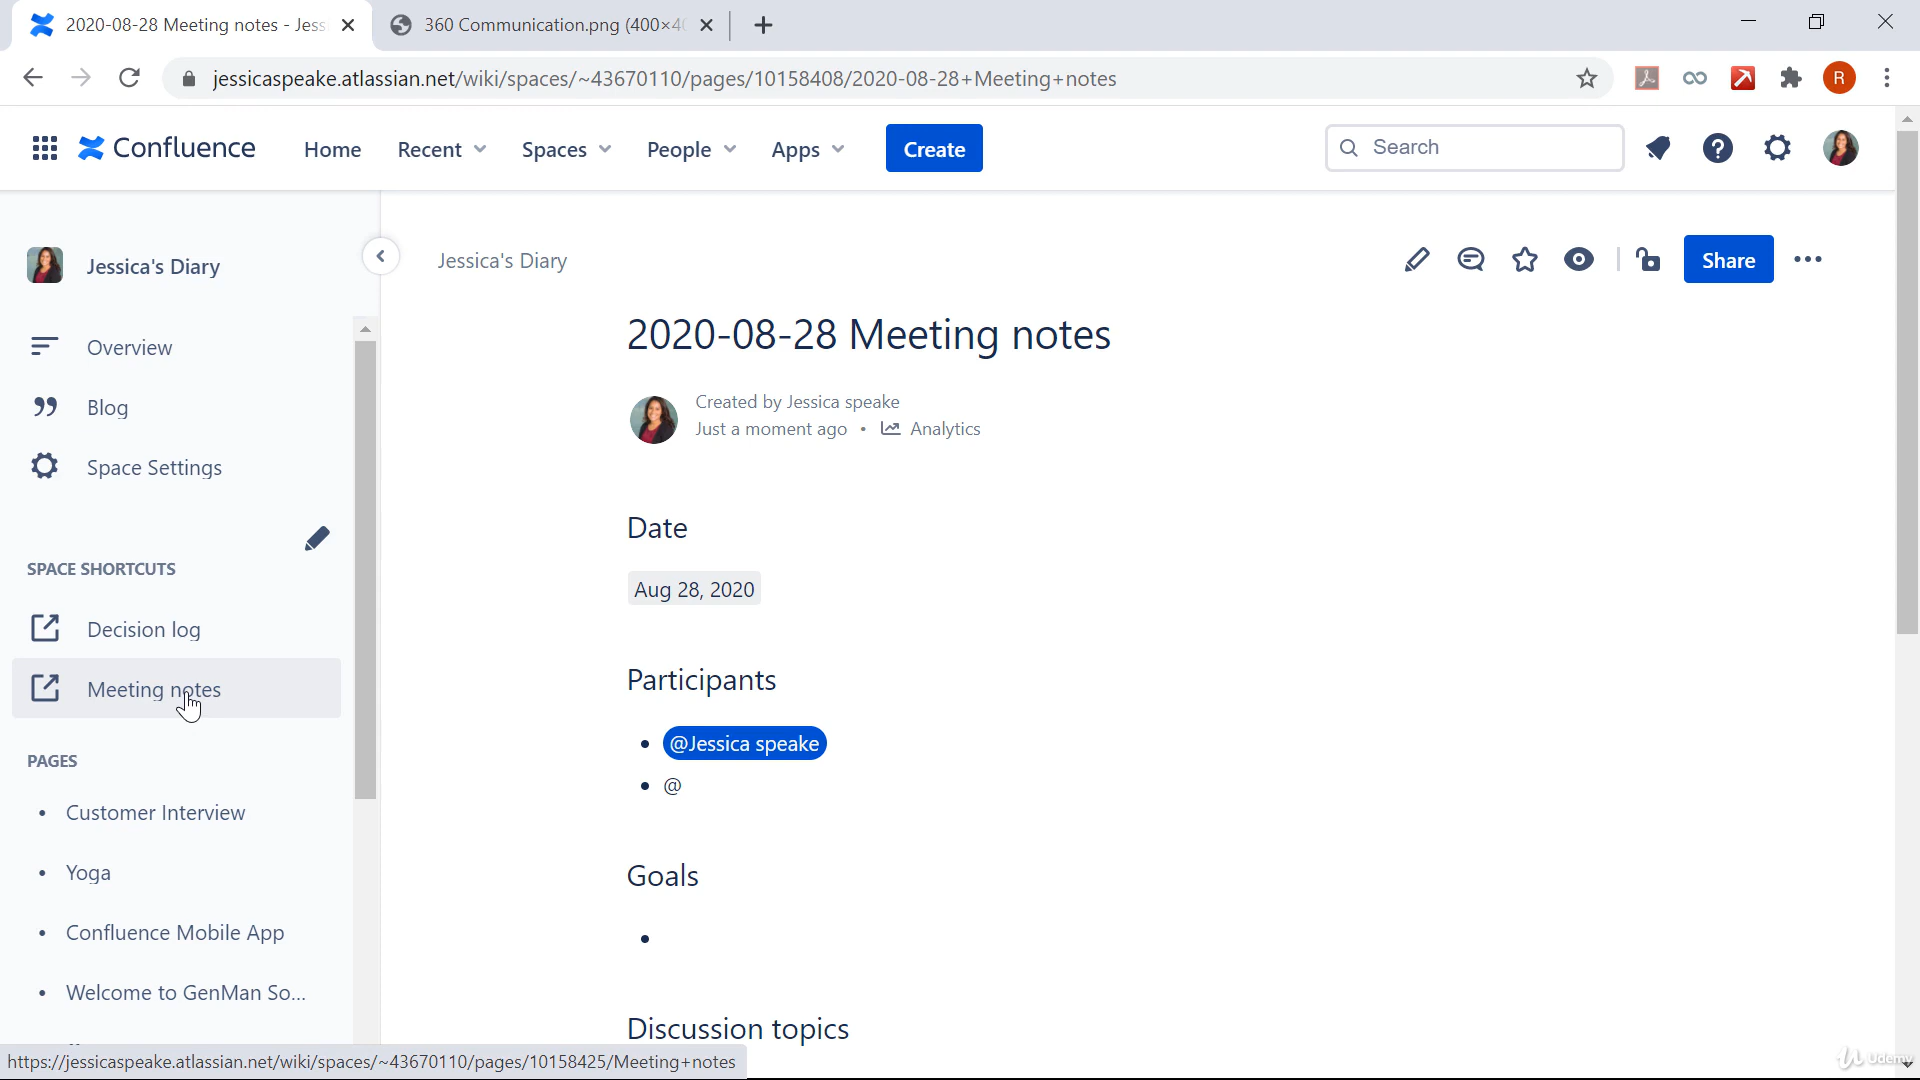 2020-08-28 Meeting notes - Jess
360 Communication.png (400×40
jessicaspeake.atlassian.net/wiki/spaces/~43670110/pages/10158408/2020-08-28+Meeting+notes
R
Confluence
Home
Recent
Spaces
People
Apps
Create
Search
Jessica's Diary
Overview
Blog
Space Settings
SPACE SHORTCUTS
Decision log
Meeting notes
PAGES
Customer Interview
Yoga
Confluence Mobile App
Welcome to GenMan So...
Jessica's Diary
Share
2020-08-28 Meeting notes
Created by Jessica speake
Just a moment ago • Analytics
Date
Aug 28, 2020
Participants
• @Jessica speake
• @
Goals
•
Discussion topics
https://jessicaspeake.atlassian.net/wiki/spaces/~43670110/pages/10158425/Meeting+notes
Udemy